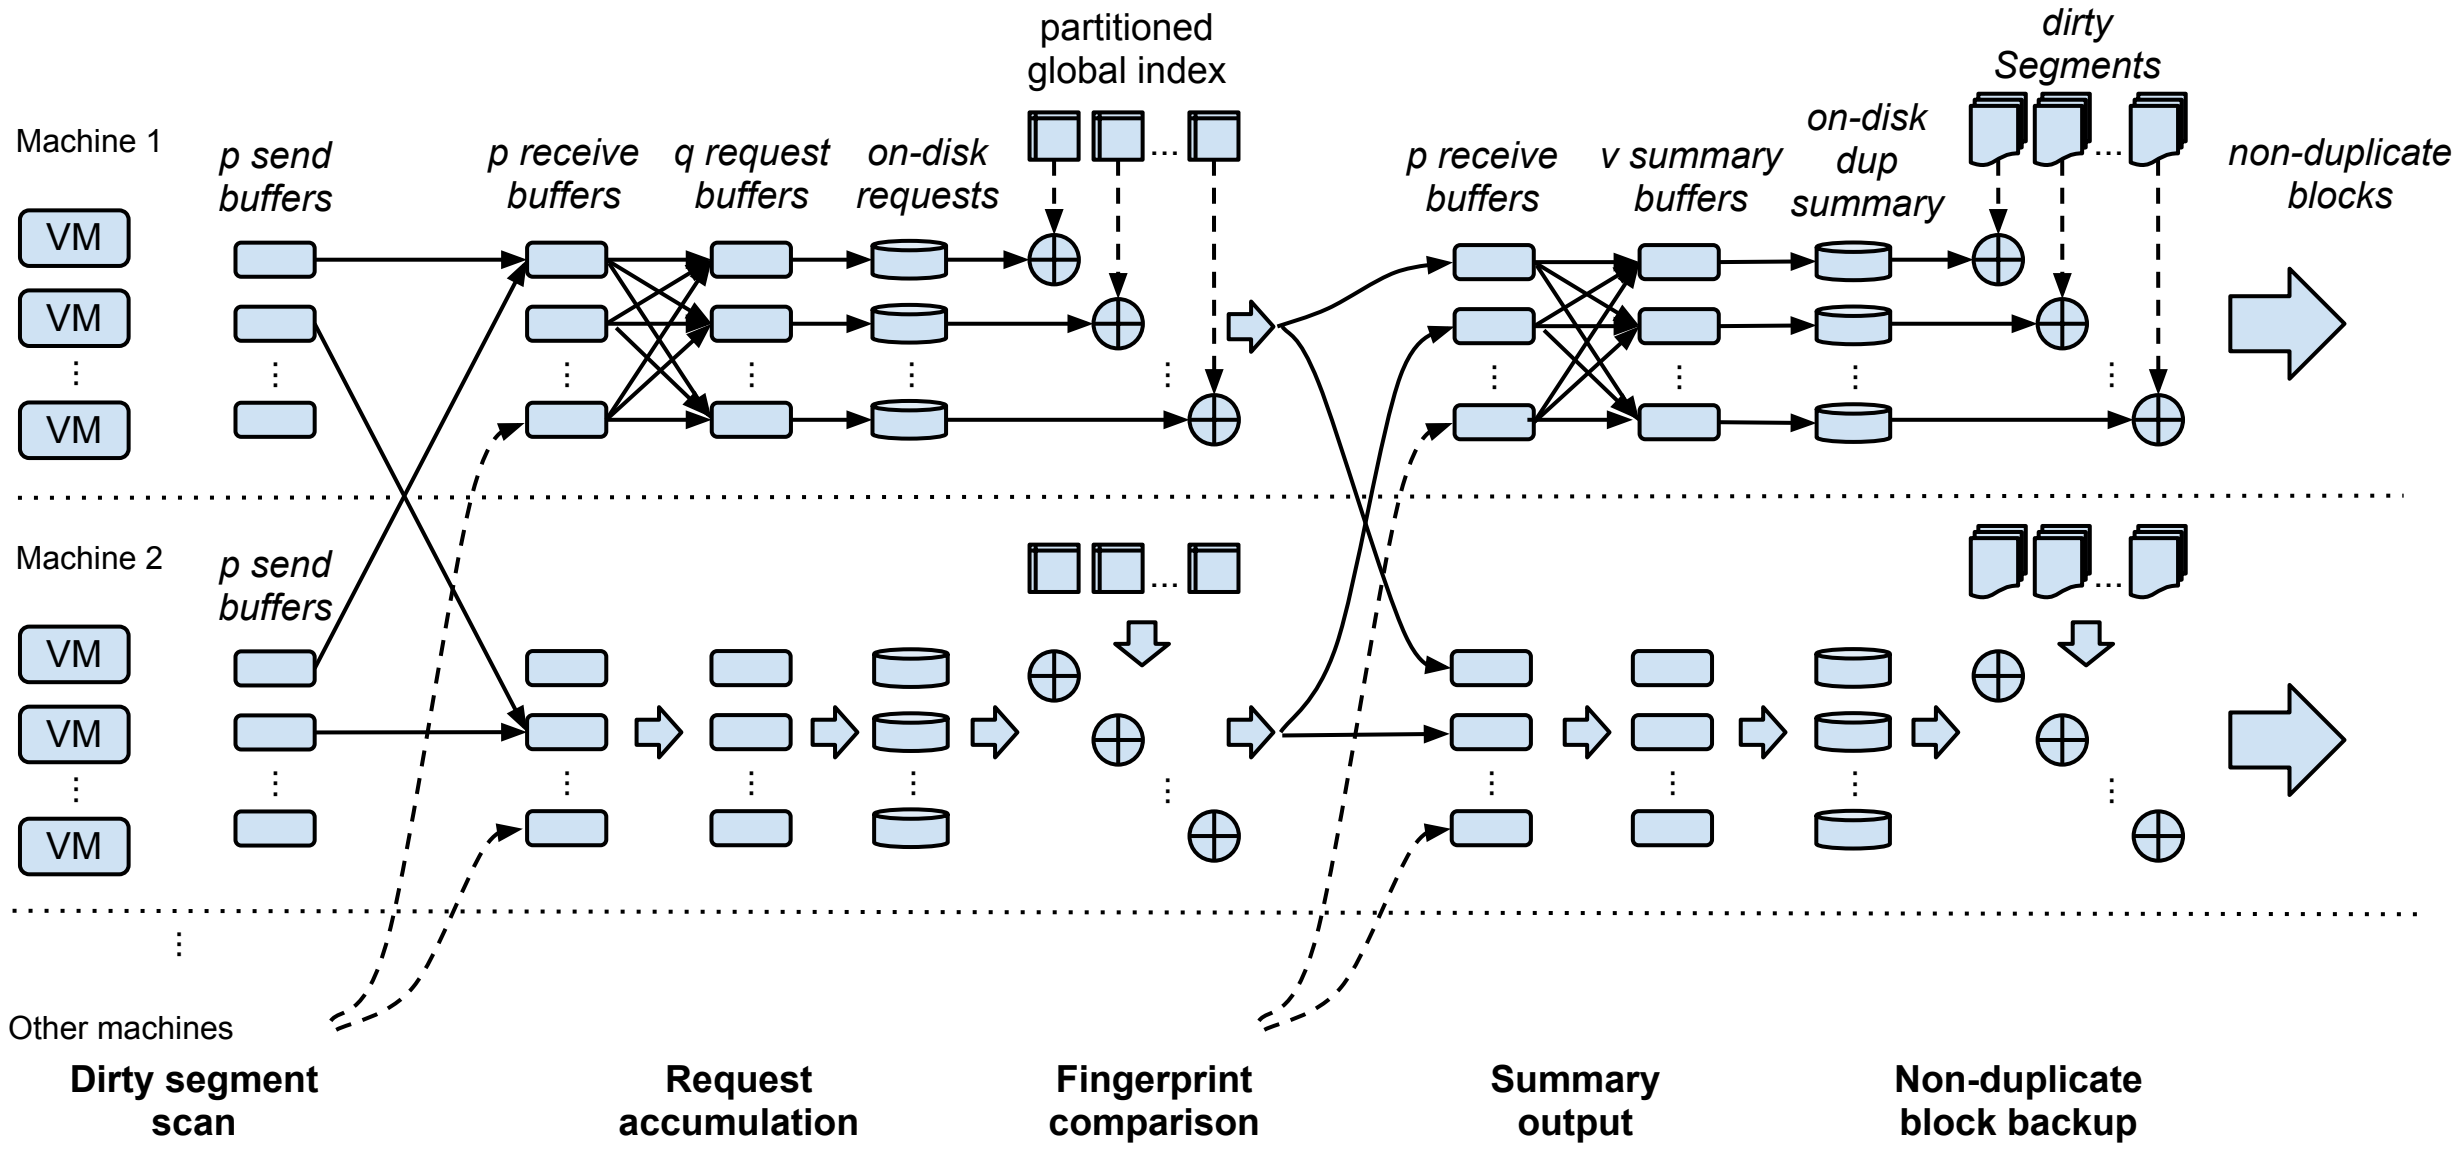 partitioned
global index
dirty
Segments
Machine 1
p send
buffers
p receive
buffers
q request
buffers
on-disk
requests
...
p receive
buffers
v summary
buffers
on-disk
dup
summary
...
non-duplicate
blocks
VM
VM
...
VM
Machine 2
p send
buffers
...
...
VM
VM
...
VM
...
Other machines
Dirty segment
scan
Request
accumulation
Fingerprint
comparison
Summary
output
Non-duplicate
block backup